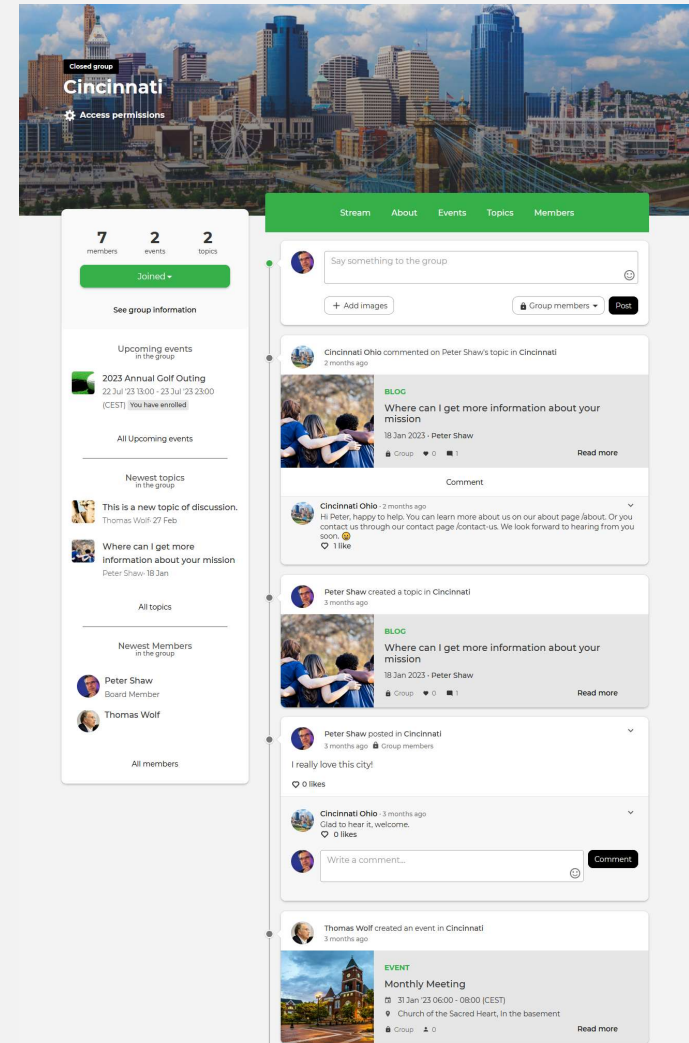 Closed group
Cincinnati
Access permissions
Stream About Events Topics Members
7 2 2
members events topics
Joined
See group information
Upcoming events
in the group
2023 Annual Golf Outing
22 Jul '23 13:00 - 23 Jul '23 23:00
(CEST) You have enrolled
All Upcoming events
Newest topics
in the group
This is a new topic of discussion.
Thomas Wolf· 27 Feb
Where can I get more
information about your mission
Peter Shaw· 18 Jan
All topics
Newest Members
in the group
Peter Shaw
Board Member
Thomas Wolf
All members
Say something to the group
+ Add images
Group members
Post
Cincinnati Ohio commented on Peter Shaw's topic in Cincinnati
2 months ago
BLOG
Where can I get more information about your
mission
18 Jan 2023 · Peter Shaw
Group 0 1 Read more
Comment
Cincinnati Ohio · 2 months ago
Hi Peter, happy to help. You can learn more about us on our about page /about. Or you
contact us through our contact page /contact-us. We look forward to hearing from you
soon. 😀
1 like
Peter Shaw created a topic in Cincinnati
3 months ago
BLOG
Where can I get more information about your
mission
18 Jan 2023 · Peter Shaw
Group 0 1 Read more
Peter Shaw posted in Cincinnati
3 months ago Group members
I really love this city!
0 likes
Cincinnati Ohio · 3 months ago
Glad to hear it, welcome.
0 likes
Write a comment...
Comment
Thomas Wolf created an event in Cincinnati
3 months ago
EVENT
Monthly Meeting
31 Jan '23 06:00 - 08:00 (CEST)
Church of the Sacred Heart, In the basement
Group 0 Read more